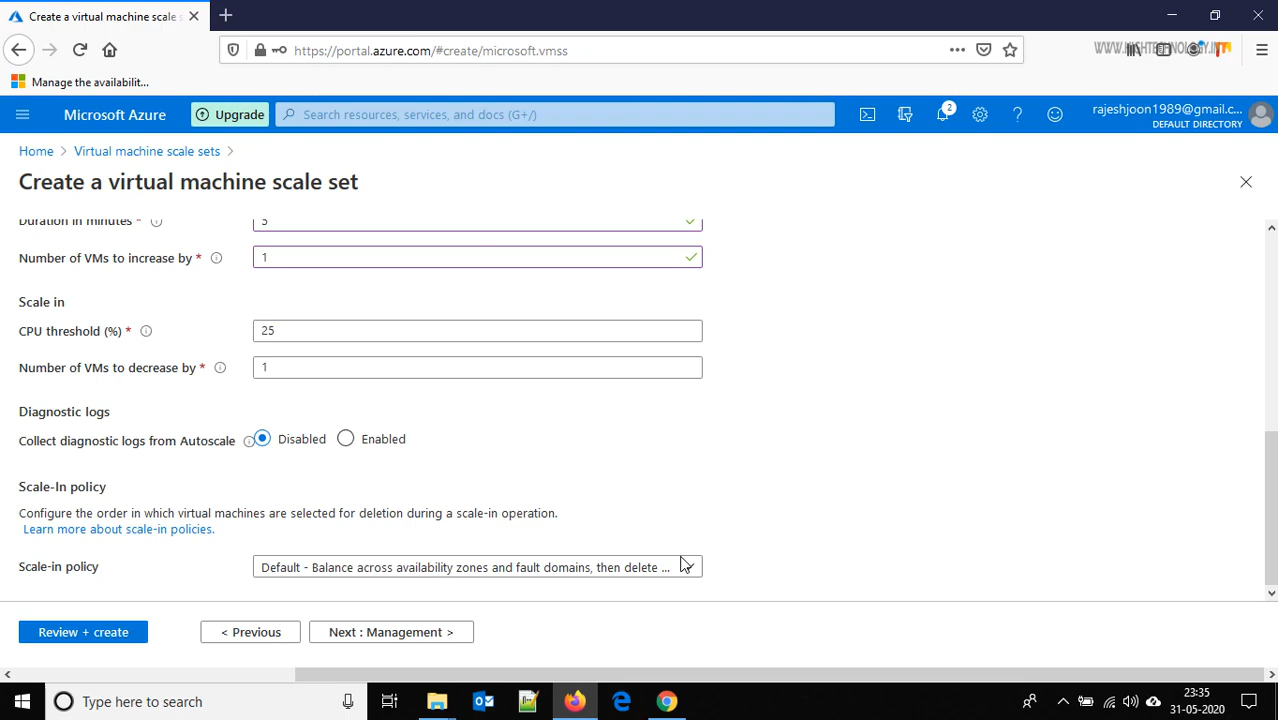 Create a virtual machine scale s
https://portal.azure.com/#create/microsoft.vmss
WWW.NISHTECHNOLOGY.IN
Manage the availabilit...
Microsoft Azure
Upgrade
Search resources, services, and docs (G+/)
2
rajeshjoon1989@gmail.c...
DEFAULT DIRECTORY
Home > Virtual machine scale sets >
Create a virtual machine scale set
Duration in minutes *
5
Number of VMs to increase by *
1
Scale in
CPU threshold (%) *
25
Number of VMs to decrease by *
1
Diagnostic logs
Collect diagnostic logs from Autoscale
Disabled
Enabled
Scale-In policy
Configure the order in which virtual machines are selected for deletion during a scale-in operation.
Learn more about scale-in policies.
Scale-in policy
Default - Balance across availability zones and fault domains, then delete ...
Review + create
< Previous
Next : Management >
Type here to search
23:35
31-05-2020